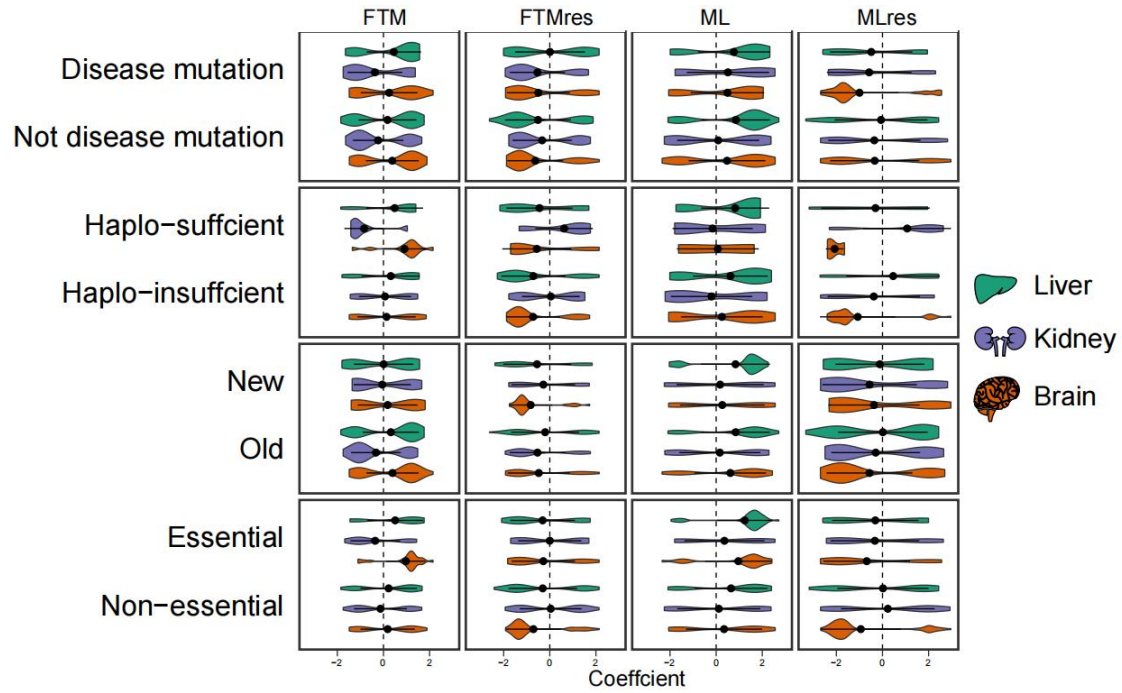 FTM FTMres ML MLres
Disease mutation
Not disease mutation
Haplo−suffcient
Haplo−insuffcient
Liver
Kidney
New
Brain
Old
Essential
Non−essential
−2 0 2 −2 0 2 −2 0 2 −2 0 2
Coeffcient